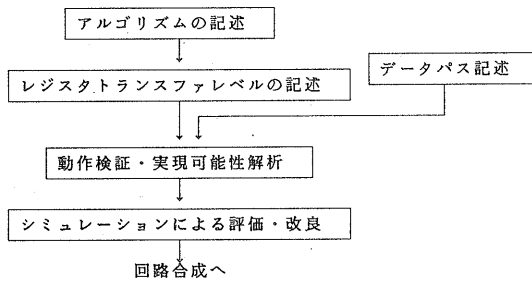 アルゴリズムの記述
データパス記述
レジスタトランスファレベルの記述
動作検証・実現可能性解析
シミュレーションによる評価・改良
回路合成へ